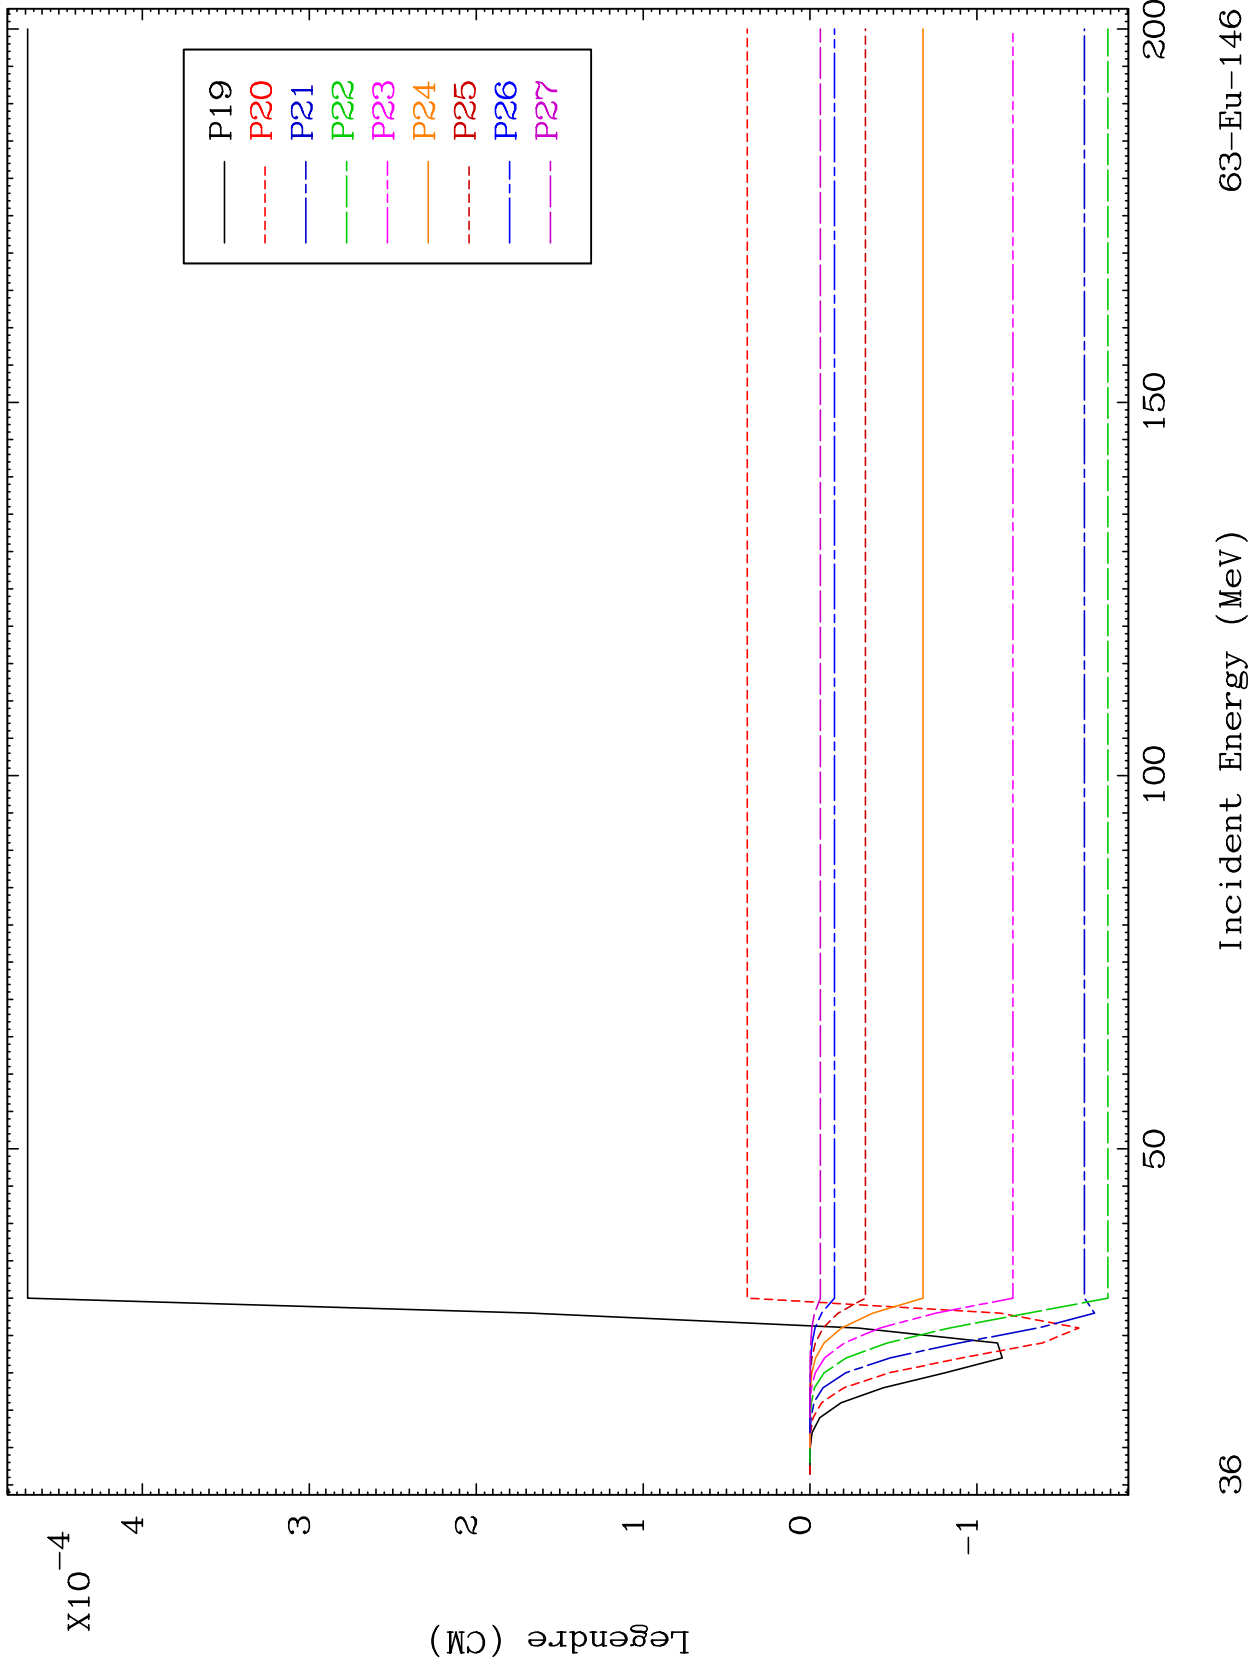 X10⁻⁴
Legendre (CM)
4
3
2
1
0
-1
P19
P20
P21
P22
P23
P24
P25
P26
P27
50
100
150
200
Incident Energy (MeV)
36
63-Eu-146